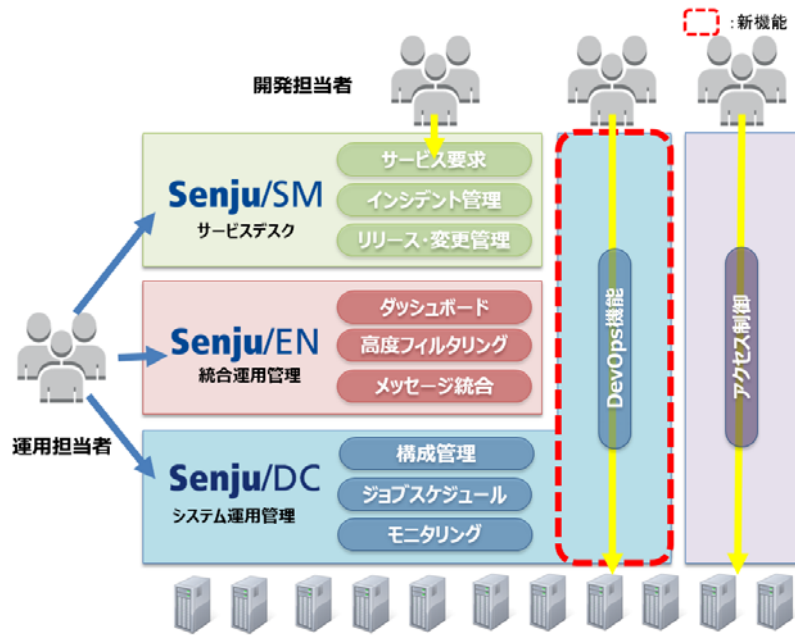 :新機能
開発担当者
Senju/SM
サービスデスク
サービス要求
インシデント管理
リリース・変更管理
Senju/EN
統合運用管理
ダッシュボード
高度フィルタリング
メッセージ統合
運用担当者
Senju/DC
システム運用管理
構成管理
ジョブスケジュール
モニタリング
DevOps機能
アクセス制御